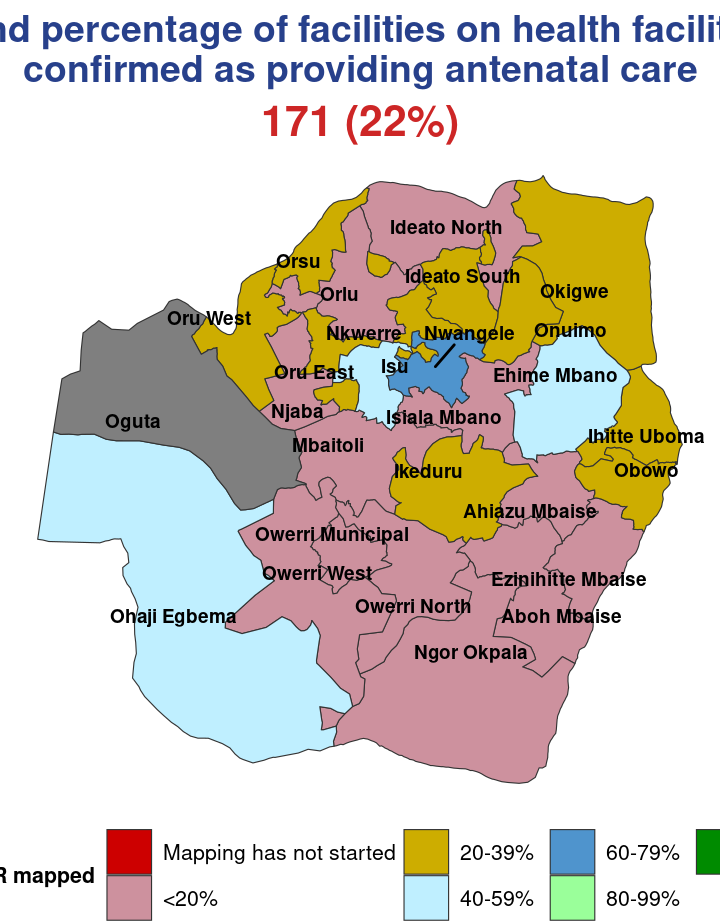 percentage of facilities on health
confirmed as providing antenatal care
171 (22%)
Ideato North
Orsu
Ideato South
Okigwe
Orlu
Oru West
Nkwerre
Nwangele
Onuimo
Isu
Oru East
Ehime Mbano
Njaba
Isiala Mbano
Oguta
Ihitte Uboma
Mbaitoli
Ikeduru
Obowo
Ahiazu Mbaise
Owerri Municipal
Owerri West
Ezinihitte Mbaise
Owerri North
Ohaji Egbema
Aboh Mbaise
Ngor Okpala
Mapping has not started
20-39%
60-79%
R mapped
<20%
40-59%
80-99%